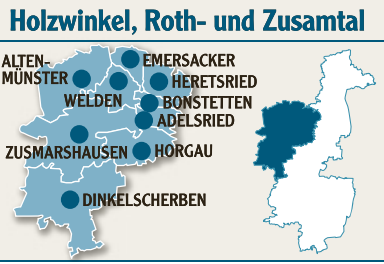 Holzwinkel, Roth- und Zusamtal
ALTEN-
MÜNSTER
EMERSACKER
HERETSRIED
WELDEN
BONSTETTEN
ADELSRIED
ZUSMARSHAUSEN
HORGAU
DINKELSCHERBEN